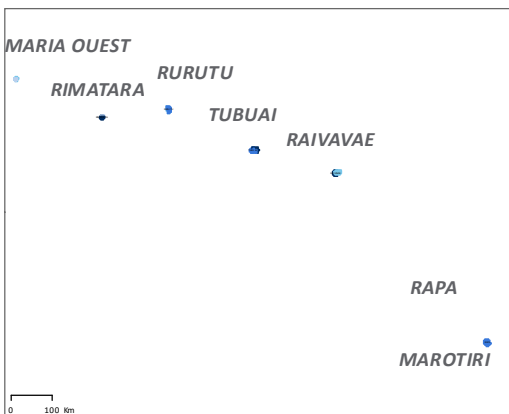 MARIA OUEST
RURUTU
RIMATARA
TUBUAI
RAIVAVAE
RAPA
MAROTIRI
0 100 Km